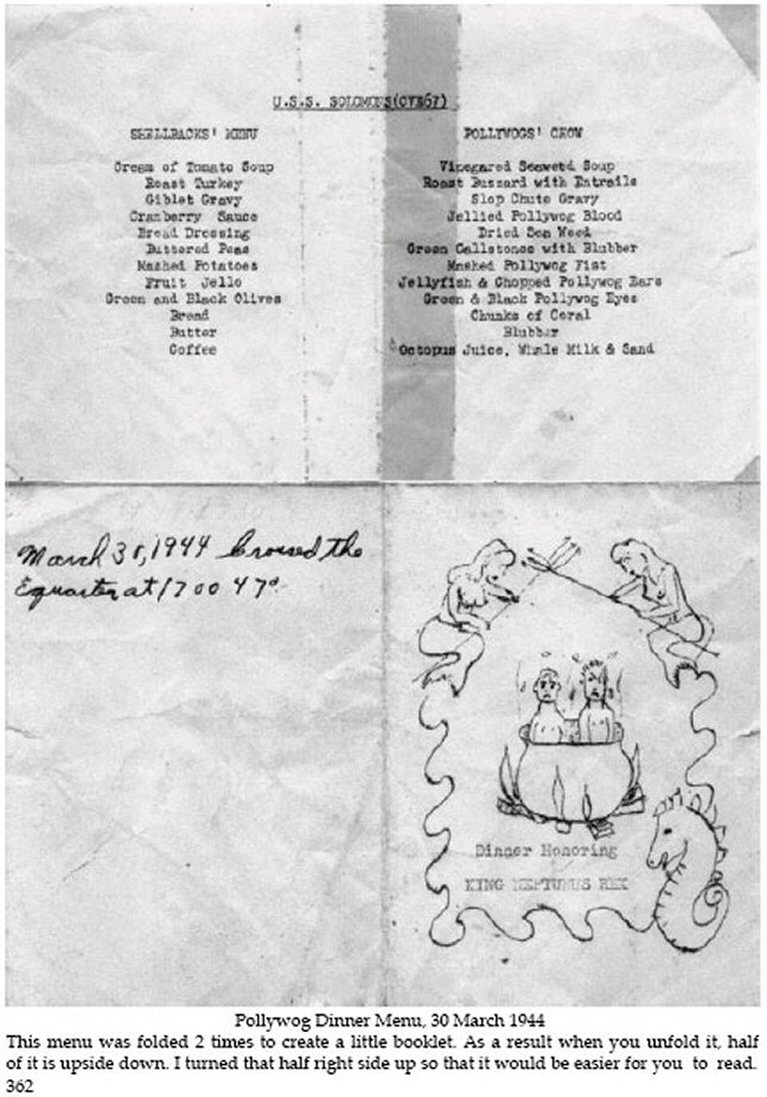 U.S.S. SOLOMONS(CVE67)
SHELLBACKS' MENU
Cream of Tomato Soup
Roast Turkey
Giblet Gravy
Cranberry Sauce
Bread Dressing
Buttered Peas
Mashed Potatoes
Fruit Jello
Green and Black Olives
Bread
Butter
Coffee
POLLYWOGS' CHOW
Vinegared Seaweed Soup
Roast Buzzard with Entrails
Slop Chute Gravy
Jellied Pollywog Blood
Dried Sea Weed
Green Gallstones with Blubber
Mashed Pollywog Fist
Jellyfish & Chopped Pollywog Ears
Green & Black Pollywog Eyes
Chunks of Coral
Blubber
Octopus Juice, Whale Milk & Sand
March 30, 1944 Crossed the
Equator at 1700 47°
Dinner Honoring
KING NEPTUNUS REX
Pollywog Dinner Menu, 30 March 1944
This menu was folded 2 times to create a little booklet. As a result when you unfold it, half
of it is upside down. I turned that half right side up so that it would be easier for you to read.
362